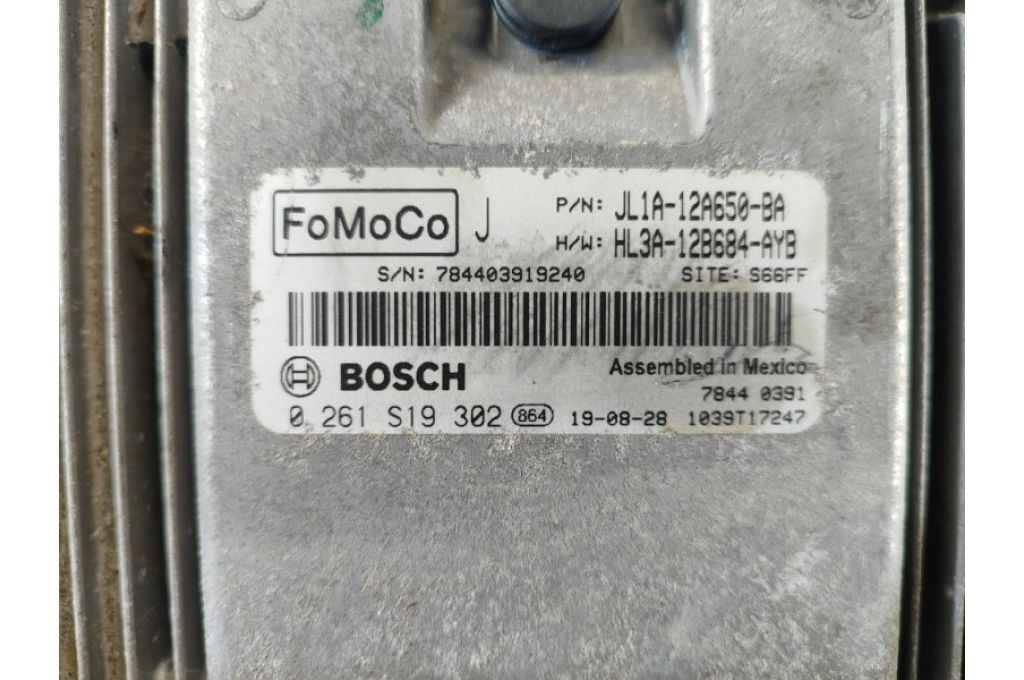 FoMoCo J P/N: JL1A-12A650-BA
H/W: HL3A-12B684-AYB
S/N: 784403919240 SITE: S66FF
BOSCH Assembled in Mexico
7844 0391
0 261 S19 302 864 19-08-28 1039T17247